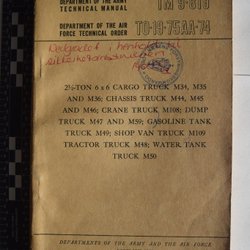 DEPARTMENT OF THE ARMY
TECHNICAL MANUAL
TM 9-819
DEPARTMENT OF THE AIR
FORCE TECHNICAL ORDER
TO-19-75AA-74
2½-TON 6 x 6 CARGO TRUCK M34, M35
AND M36; CHASSIS TRUCK M44, M45
AND M46; CRANE TRUCK M108; DUMP
TRUCK M47 AND M59; GASOLINE TANK
TRUCK M49; SHOP VAN TRUCK M109
TRACTOR TRUCK M48; WATER TANK
TRUCK M50
DEPARTMENTS OF THE ARMY AND THE AIR FORCE